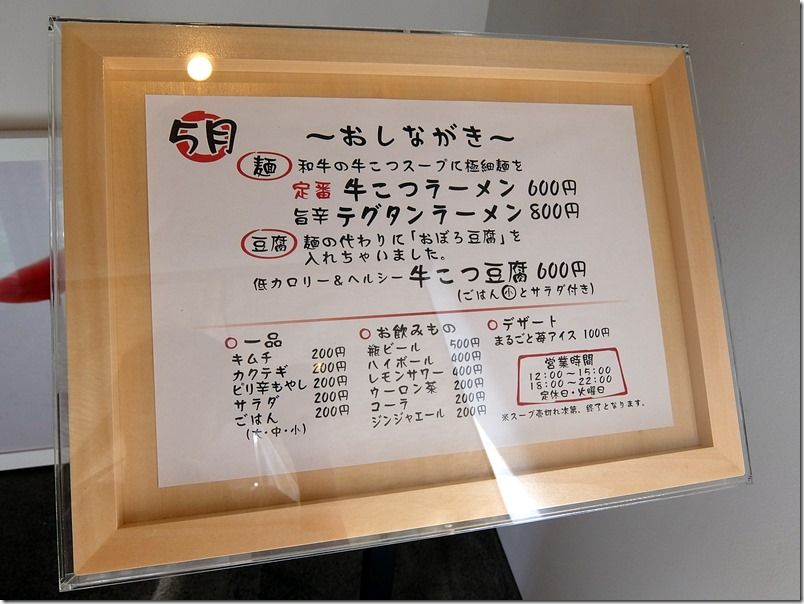 5月
〜おしながき〜
麺 和牛の牛こつスープに極細麺を
定番 牛こつラーメン 600円
旨辛 テグタンラーメン 800円
豆腐 麺の代わりに「おぼろ豆腐」を
入れちゃいました。
低カロリー&ヘルシー 牛こつ豆腐 600円
(ごはん小とサラダ付き)
○一品
キムチ 200円
カクテキ 200円
ピリ辛もやし 200円
サラダ 200円
ごはん 200円
(大・中・小)
○お飲みもの
瓶ビール 500円
ハイボール 400円
レモンサワー 400円
ウーロン茶 200円
コーラ 200円
ジンジャエール 200円
○デザート
まるごと苺アイス 100円
営業時間
12:00〜15:00
18:00〜22:00
定休日・火曜日
※スープ売切れ次第、終了となります。